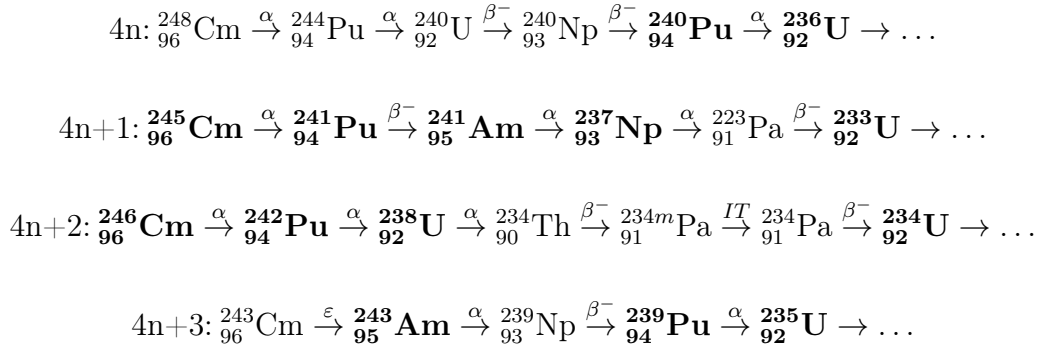 4n: ²⁴⁸₉₆Cm →α ²⁴⁴₉₄Pu →α ²⁴⁰₉₂U →β⁻ ²⁴⁰₉₃Np →β⁻ ²⁴⁰₉₄Pu →α ²³⁶₉₂U → …
4n+1: ²⁴⁵₉₆Cm →α ²⁴¹₉₄Pu →β⁻ ²⁴¹₉₅Am →α ²³⁷₉₃Np →α ²²³₉₁Pa →β⁻ ²³³₉₂U → …
4n+2: ²⁴⁶₉₆Cm →α ²⁴²₉₄Pu →α ²³⁸₉₂U →α ²³⁴₉₀Th →β⁻ ²³⁴ᵐ₉₁Pa →IT ²³⁴₉₁Pa →β⁻ ²³⁴₉₂U → …
4n+3: ²⁴³₉₆Cm →ε ²⁴³₉₅Am →α ²³⁹₉₃Np →β⁻ ²³⁹₉₄Pu →α ²³⁵₉₂U → …